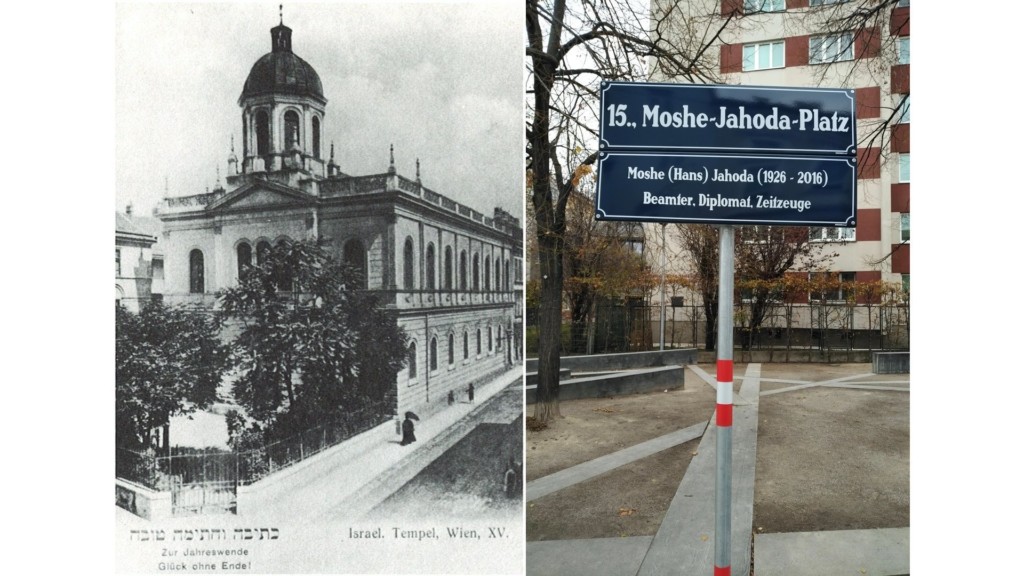 כתיבה וחתימה טובה
Zur Jahreswende
Glück ohne Ende!
Israel. Tempel, Wien, XV.
15., Moshe-Jahoda-Platz
Moshe (Hans) Jahoda (1926 - 2016)
Beamter, Diplomat, Zeitzeuge